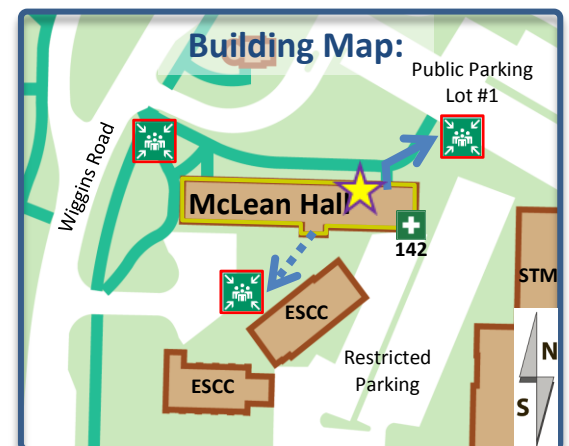 Building Map:
Public Parking
Lot #1
Wiggins Road
McLean Hall
142
STM
ESCC
N
Restricted
Parking
ESCC
S